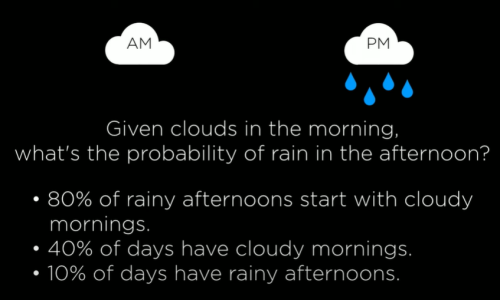 AM PM
Given clouds in the morning,
what's the probability of rain in the afternoon?
• 80% of rainy afternoons start with cloudy
mornings.
• 40% of days have cloudy mornings.
• 10% of days have rainy afternoons.